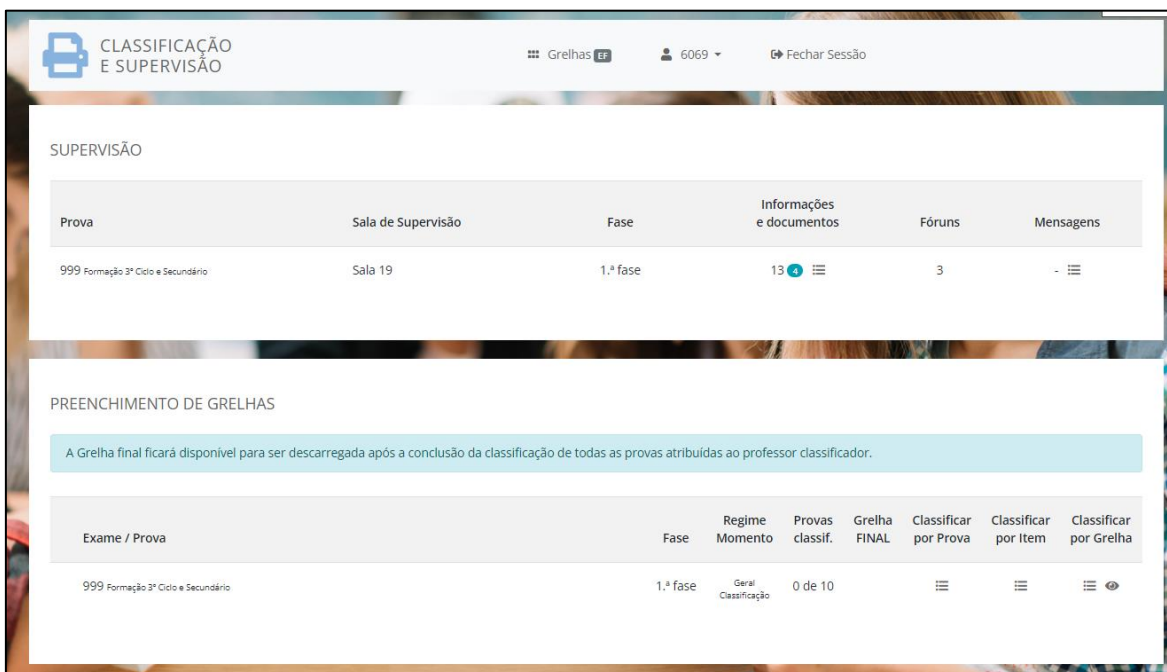 CLASSIFICAÇÃO
E SUPERVISÃO
Grelhas EF
6069
Fechar Sessão
SUPERVISÃO
Prova Sala de Supervisão Fase Informações e documentos Fóruns Mensagens
999 Formação 3º Ciclo e Secundário Sala 19 1.ª fase 13 4 3 -
PREENCHIMENTO DE GRELHAS
A Grelha final ficará disponível para ser descarregada após a conclusão da classificação de todas as provas atribuídas ao professor classificador.
Exame / Prova Fase Regime Momento Provas classif. Grelha FINAL Classificar por Prova Classificar por Item Classificar por Grelha
999 Formação 3º Ciclo e Secundário 1.ª fase Geral Classificação 0 de 10